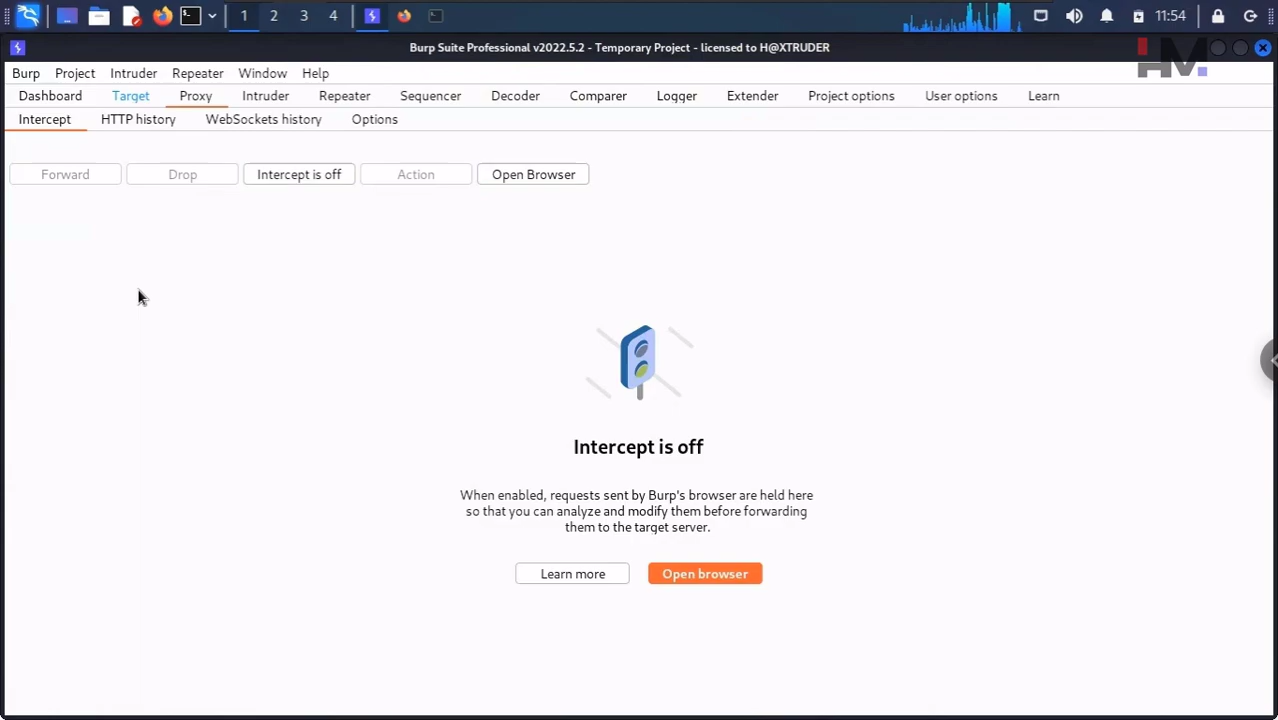 1 2 3 4 11:54
Burp Suite Professional v2022.5.2 - Temporary Project - licensed to H@XTRUDER
HM
Burp Project Intruder Repeater Window Help
Dashboard Target Proxy Intruder Repeater Sequencer Decoder Comparer Logger Extender Project options User options Learn
Intercept HTTP history WebSockets history Options
Forward Drop Intercept is off Action Open Browser
Intercept is off
When enabled, requests sent by Burp's browser are held here
so that you can analyze and modify them before forwarding
them to the target server.
Learn more Open browser